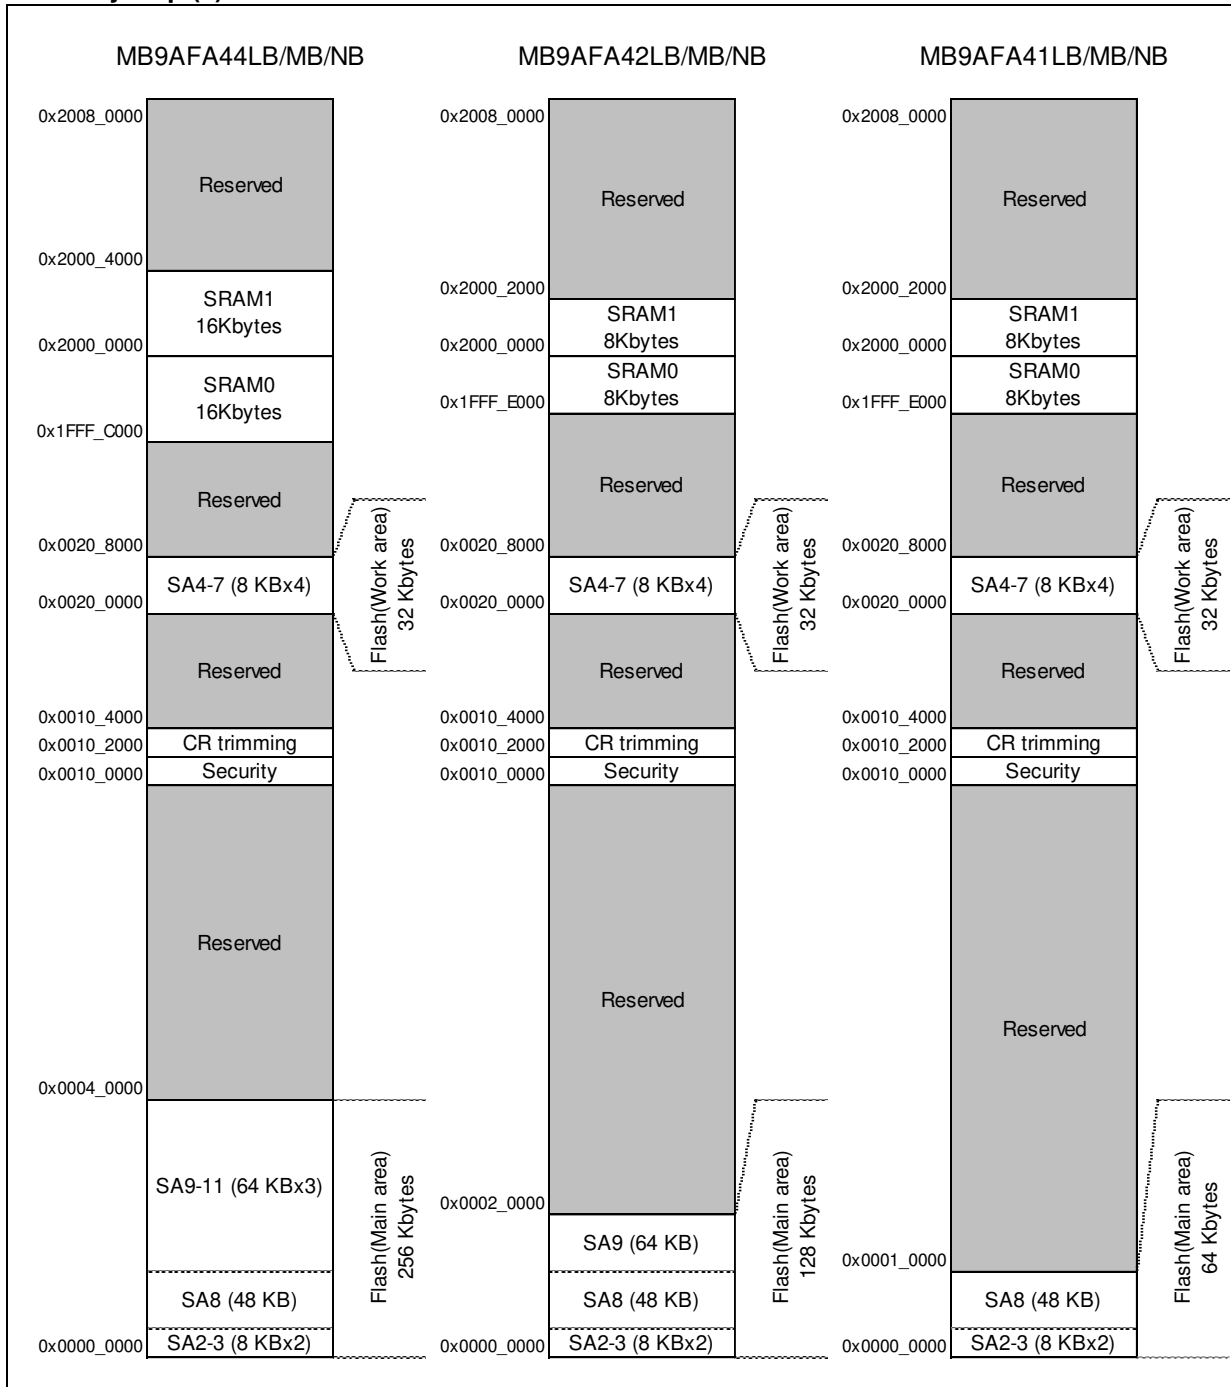 MB9AFA44LB/MB/NB
0x2008_0000
Reserved
0x2000_4000
SRAM1
16Kbytes
0x2000_0000
SRAM0
16Kbytes
0x1FFF_C000
Reserved
0x0020_8000
SA4-7 (8 KBx4)
0x0020_0000
Flash(Work area)
32 Kbytes
Reserved
0x0010_4000
CR trimming
0x0010_2000
Security
0x0010_0000
Reserved
0x0004_0000
SA9-11 (64 KBx3)
Flash(Main area)
256 Kbytes
SA8 (48 KB)
SA2-3 (8 KBx2)
0x0000_0000
MB9AFA42LB/MB/NB
0x2008_0000
Reserved
0x2000_2000
SRAM1
8Kbytes
0x2000_0000
SRAM0
8Kbytes
0x1FFF_E000
Reserved
0x0020_8000
SA4-7 (8 KBx4)
0x0020_0000
Flash(Work area)
32 Kbytes
Reserved
0x0010_4000
CR trimming
0x0010_2000
Security
0x0010_0000
Reserved
0x0002_0000
SA9 (64 KB)
Flash(Main area)
128 Kbytes
SA8 (48 KB)
SA2-3 (8 KBx2)
0x0000_0000
MB9AFA41LB/MB/NB
0x2008_0000
Reserved
0x2000_2000
SRAM1
8Kbytes
0x2000_0000
SRAM0
8Kbytes
0x1FFF_E000
Reserved
0x0020_8000
SA4-7 (8 KBx4)
0x0020_0000
Flash(Work area)
32 Kbytes
Reserved
0x0010_4000
CR trimming
0x0010_2000
Security
0x0010_0000
Reserved
0x0001_0000
Flash(Main area)
64 Kbytes
SA8 (48 KB)
SA2-3 (8 KBx2)
0x0000_0000